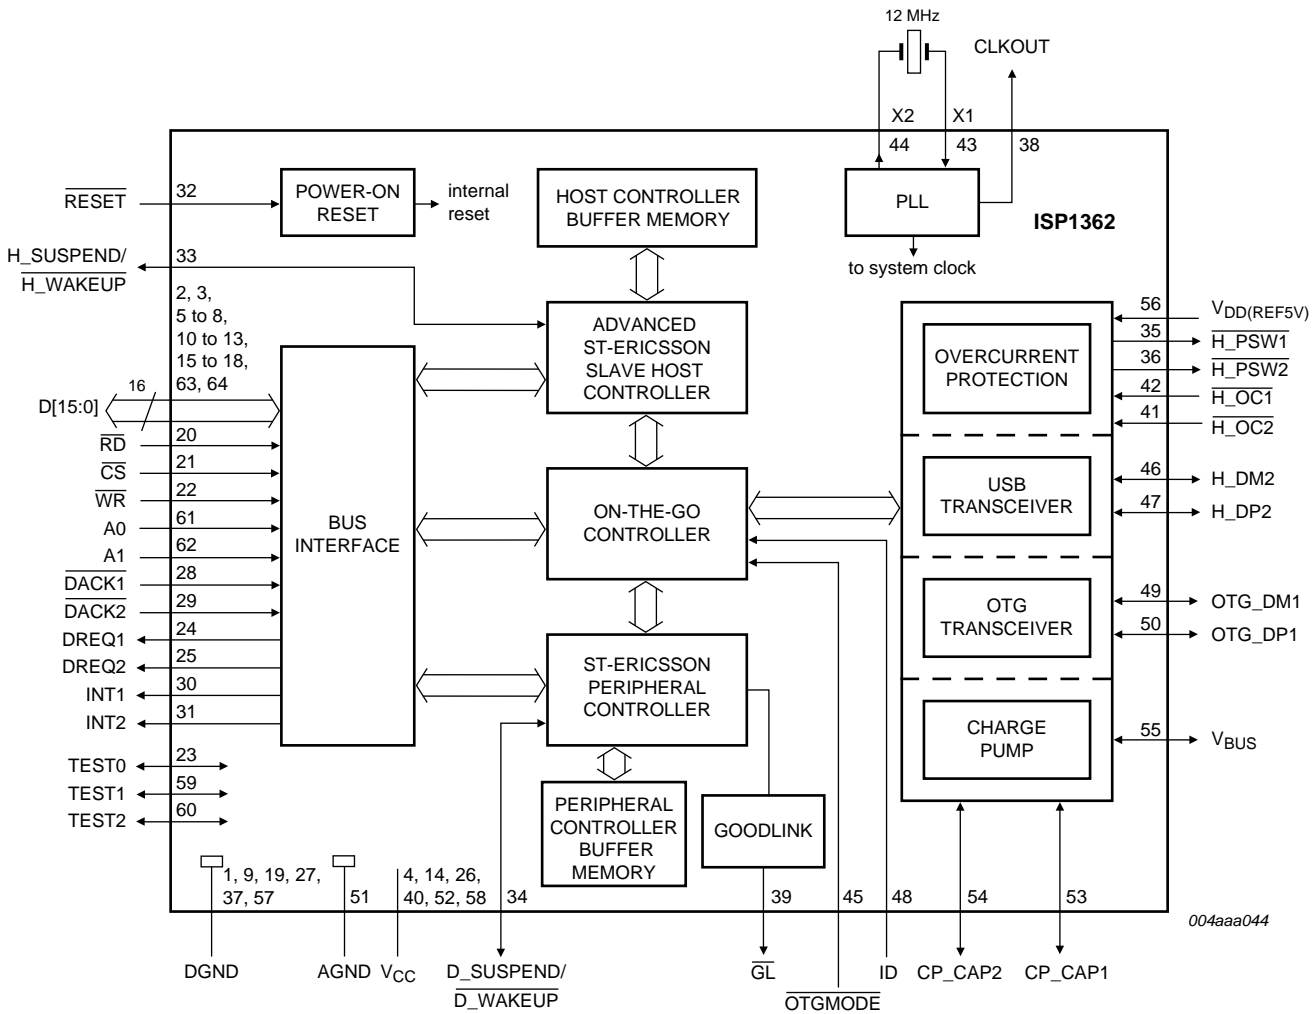 12 MHz
CLKOUT
X2
X1
44
43
38
RESET
32
POWER-ON
RESET
internal
reset
HOST CONTROLLER
BUFFER MEMORY
PLL
ISP1362
to system clock
H_SUSPEND/
H_WAKEUP
33
2, 3,
5 to 8,
10 to 13,
15 to 18,
63, 64
16
D[15:0]
RD
20
CS
21
WR
22
A0
61
A1
62
DACK1
28
DACK2
29
DREQ1
24
DREQ2
25
INT1
30
INT2
31
TEST0
23
TEST1
59
TEST2
60
BUS
INTERFACE
ADVANCED
ST-ERICSSON
SLAVE HOST
CONTROLLER
ON-THE-GO
CONTROLLER
ST-ERICSSON
PERIPHERAL
CONTROLLER
PERIPHERAL
CONTROLLER
BUFFER
MEMORY
GOODLINK
OVERCURRENT
PROTECTION
USB
TRANSCEIVER
OTG
TRANSCEIVER
CHARGE
PUMP
56
VDD(REF5V)
35
H_PSW1
36
H_PSW2
42
H_OC1
41
H_OC2
46
H_DM2
47
H_DP2
49
OTG_DM1
50
OTG_DP1
55
VBUS
1, 9, 19, 27,
37, 57
51
4, 14, 26,
40, 52, 58
34
39
45
48
54
53
004aaa044
DGND
AGND
VCC
D_SUSPEND/
D_WAKEUP
GL
OTGMODE
ID
CP_CAP2
CP_CAP1